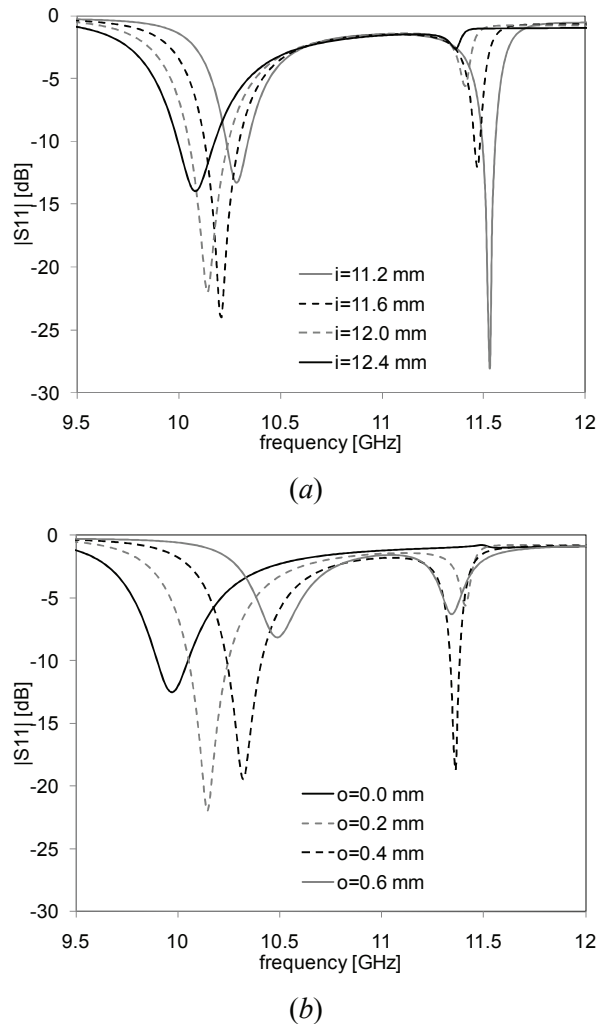 0
-5
-10
-15
-20
-25
-30
|S11| [dB]
i=11.2 mm
i=11.6 mm
i=12.0 mm
i=12.4 mm
9.5 10 10.5 11 11.5 12
frequency [GHz]
(a)
0
-5
-10
-15
-20
-25
-30
|S11| [dB]
o=0.0 mm
o=0.2 mm
o=0.4 mm
o=0.6 mm
9.5 10 10.5 11 11.5 12
frequency [GHz]
(b)